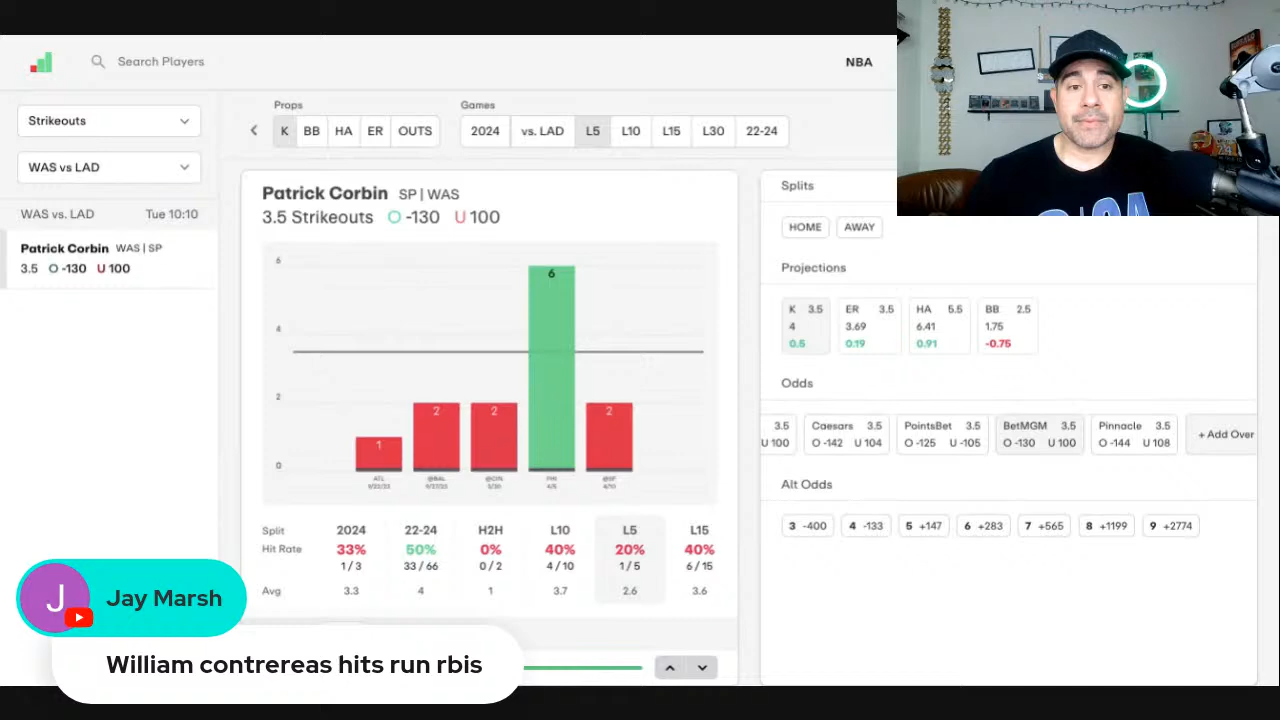 Search Players
NBA
Strikeouts
WAS vs LAD
WAS vs. LAD Tue 10:10
Patrick Corbin WAS | SP
3.5 O -130 U 100
Props
K BB HA ER OUTS
Games
2024 vs. LAD L5 L10 L15 L30 22-24
Patrick Corbin SP | WAS
3.5 Strikeouts O -130 U 100
6
4
2
0
1 2 2 6 2
ATL @BAL @CIN @SF
Split 2024 22-24 H2H L10 L5 L15
Hit Rate 33% 50% 0% 40% 20% 40%
1 / 3 33 / 66 0 / 2 4 / 10 1 / 5 6 / 15
Avg 3.3 4 1 3.7 2.6 3.6
Splits
HOME AWAY
Projections
K 3.5 ER 3.5 HA 5.5 BB 2.5
4 3.69 6.41 1.75
0.5 0.19 0.91 -0.75
Odds
3.5 Caesars 3.5 PointsBet 3.5 BetMGM 3.5 Pinnacle 3.5
U 100 O -142 U 104 O -125 U -105 O -130 U 100 O -144 U 108
+ Add Over
Alt Odds
3 -400 4 -133 5 +147 6 +283 7 +565 8 +1199 9 +2774
J
Jay Marsh
William contrereas hits run rbis